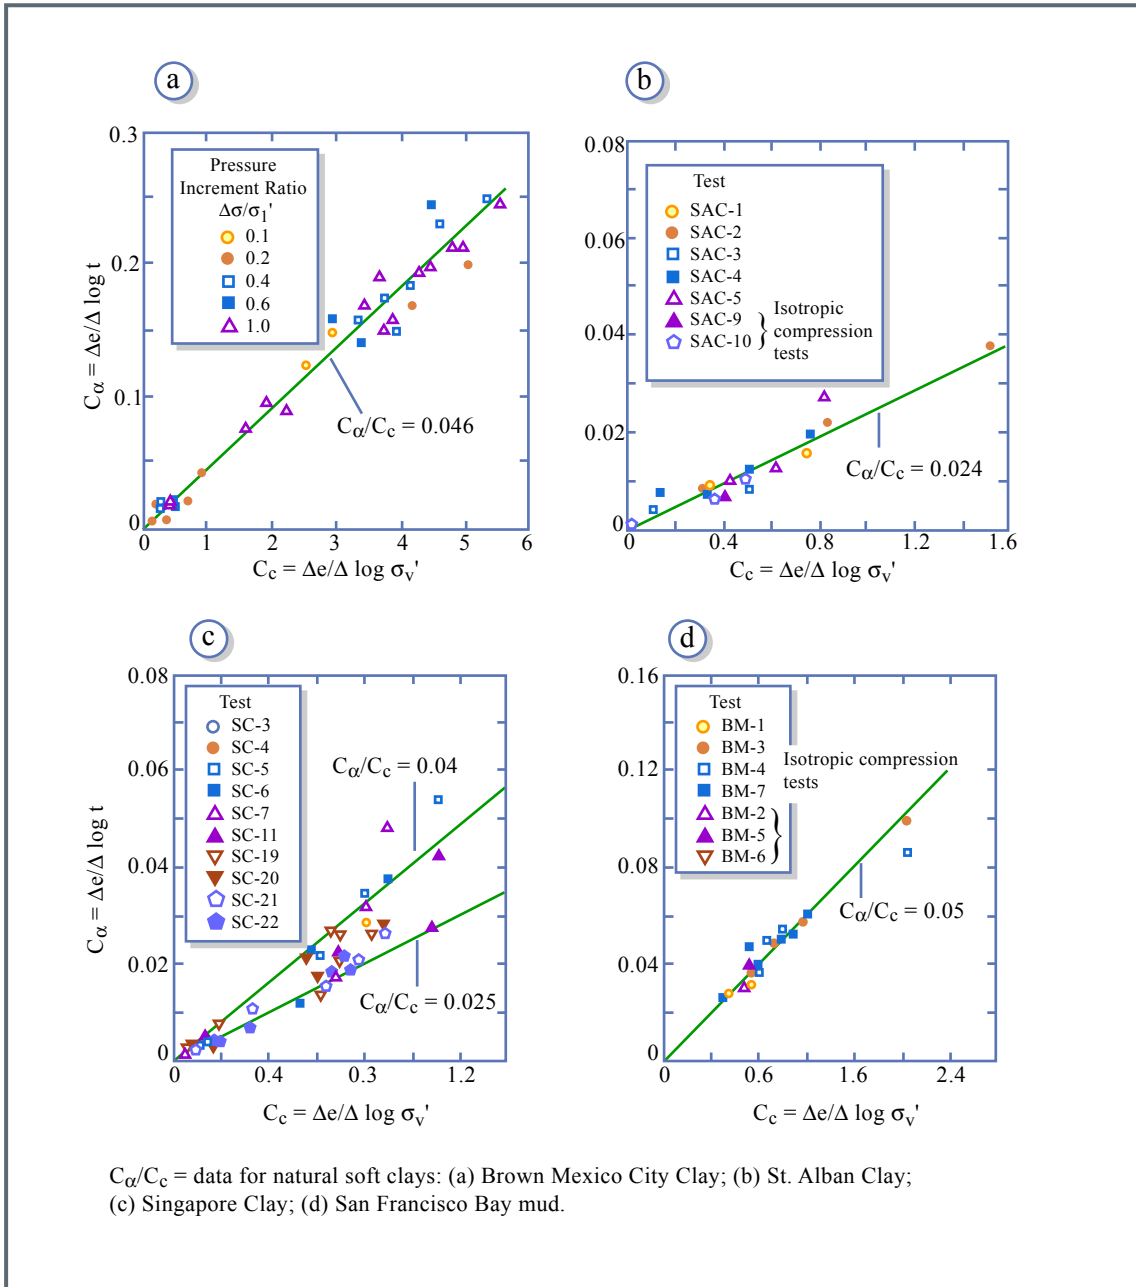 a
0.3
0.2
0.1
0
Cα = Δe/Δ log t
Pressure
Increment Ratio
Δσ/σ1'
0.1
0.2
0.4
0.6
1.0
Cα/Cc = 0.046
0 1 2 3 4 5 6
Cc = Δe/Δ log σv'
b
0.08
0.06
0.04
0.02
0
Test
SAC-1
SAC-2
SAC-3
SAC-4
SAC-5
SAC-9
SAC-10
} Isotropic
compression
tests
Cα/Cc = 0.024
0 0.4 0.8 1.2 1.6
Cc = Δe/Δ log σv'
c
0.08
0.06
0.04
0.02
0
Cα = Δe/Δ log t
Test
SC-3
SC-4
SC-5
SC-6
SC-7
SC-11
SC-19
SC-20
SC-21
SC-22
Cα/Cc = 0.04
Cα/Cc = 0.025
0 0.4 0.3 1.2
Cc = Δe/Δ log σv'
d
0.16
0.12
0.08
0.04
0
Test
BM-1
BM-3
BM-4
BM-7
BM-2
BM-5
BM-6
}
Isotropic compression
tests
Cα/Cc = 0.05
0 0.6 1.6 2.4
Cc = Δe/Δ log σv'
Cα/Cc = data for natural soft clays: (a) Brown Mexico City Clay; (b) St. Alban Clay;
(c) Singapore Clay; (d) San Francisco Bay mud.